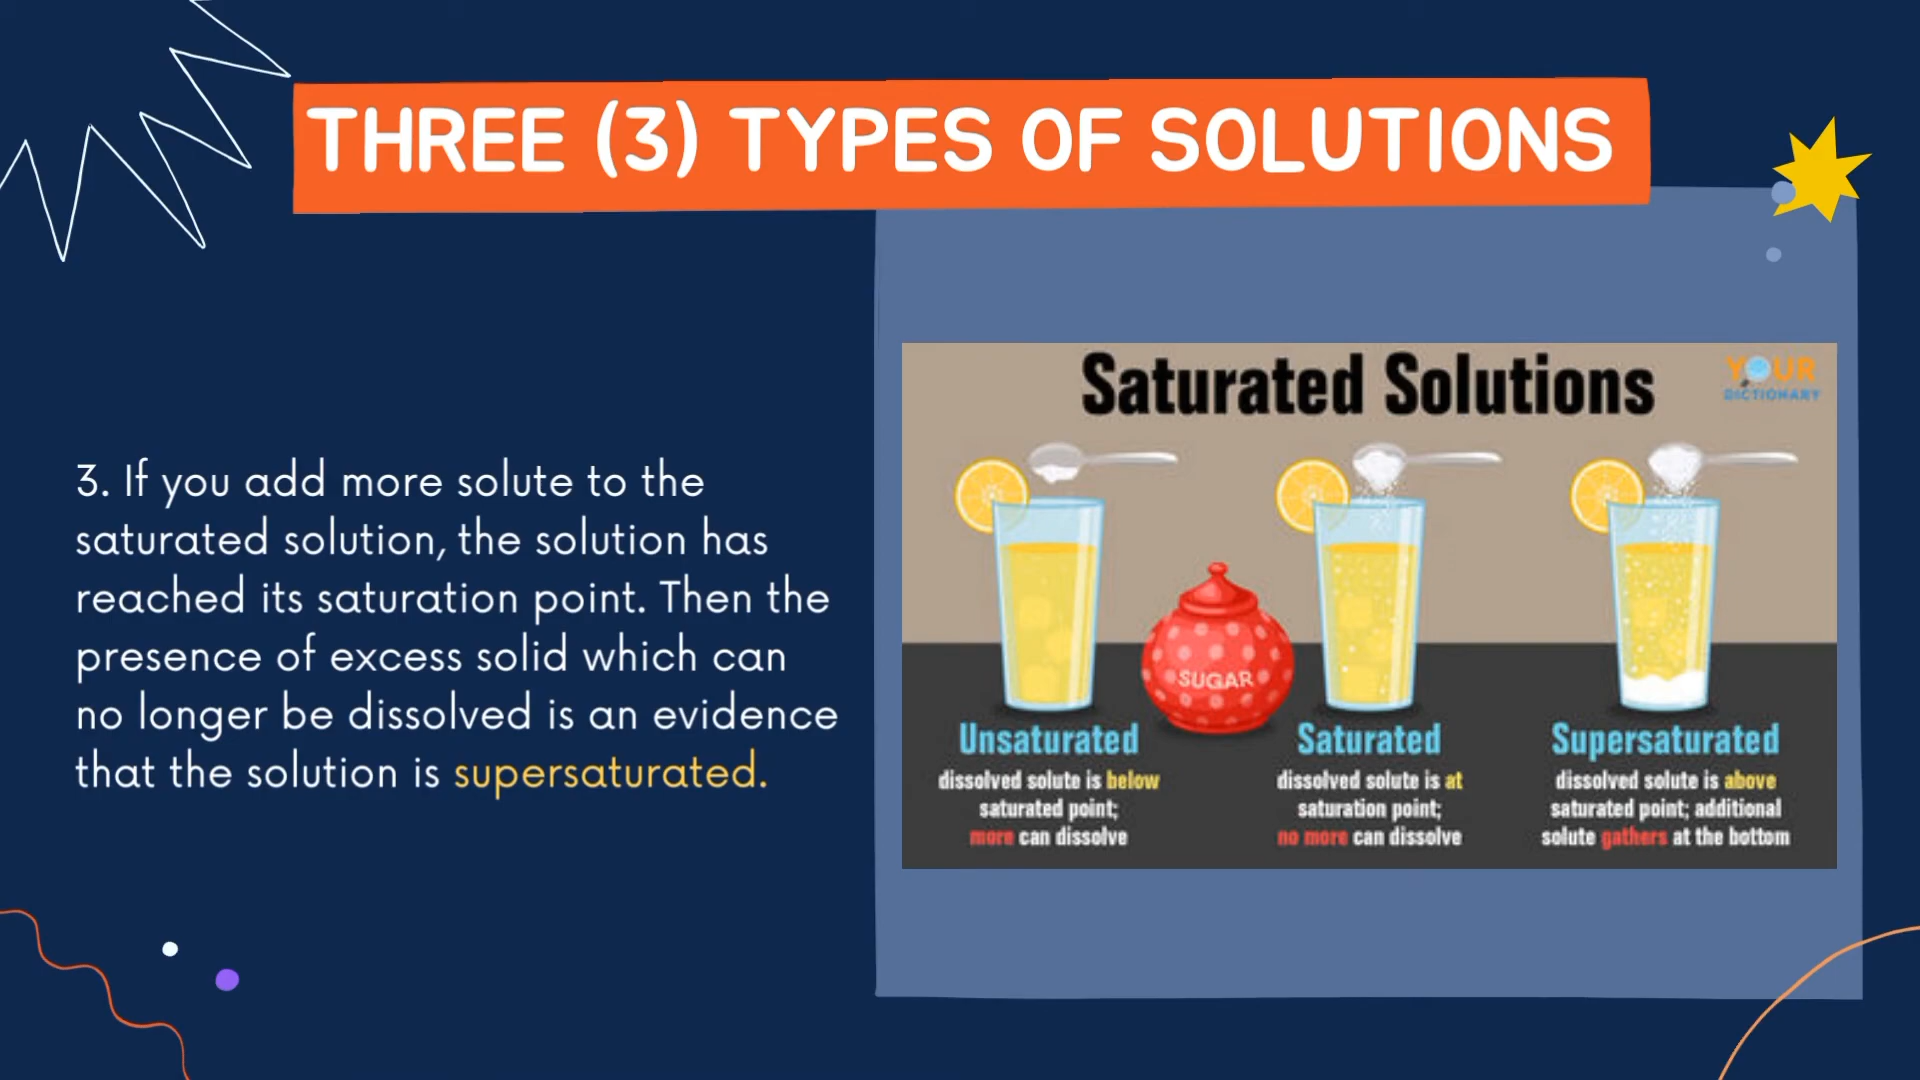 THREE (3) TYPES OF SOLUTIONS
3. If you add more solute to the
saturated solution, the solution has
reached its saturation point. Then the
presence of excess solid which can
no longer be dissolved is an evidence
that the solution is supersaturated.
Saturated Solutions
YOUR
DICTIONARY
SUGAR
Unsaturated
dissolved solute is below
saturated point;
more can dissolve
Saturated
dissolved solute is at
saturation point;
no more can dissolve
Supersaturated
dissolved solute is above
saturated point; additional
solute gathers at the bottom